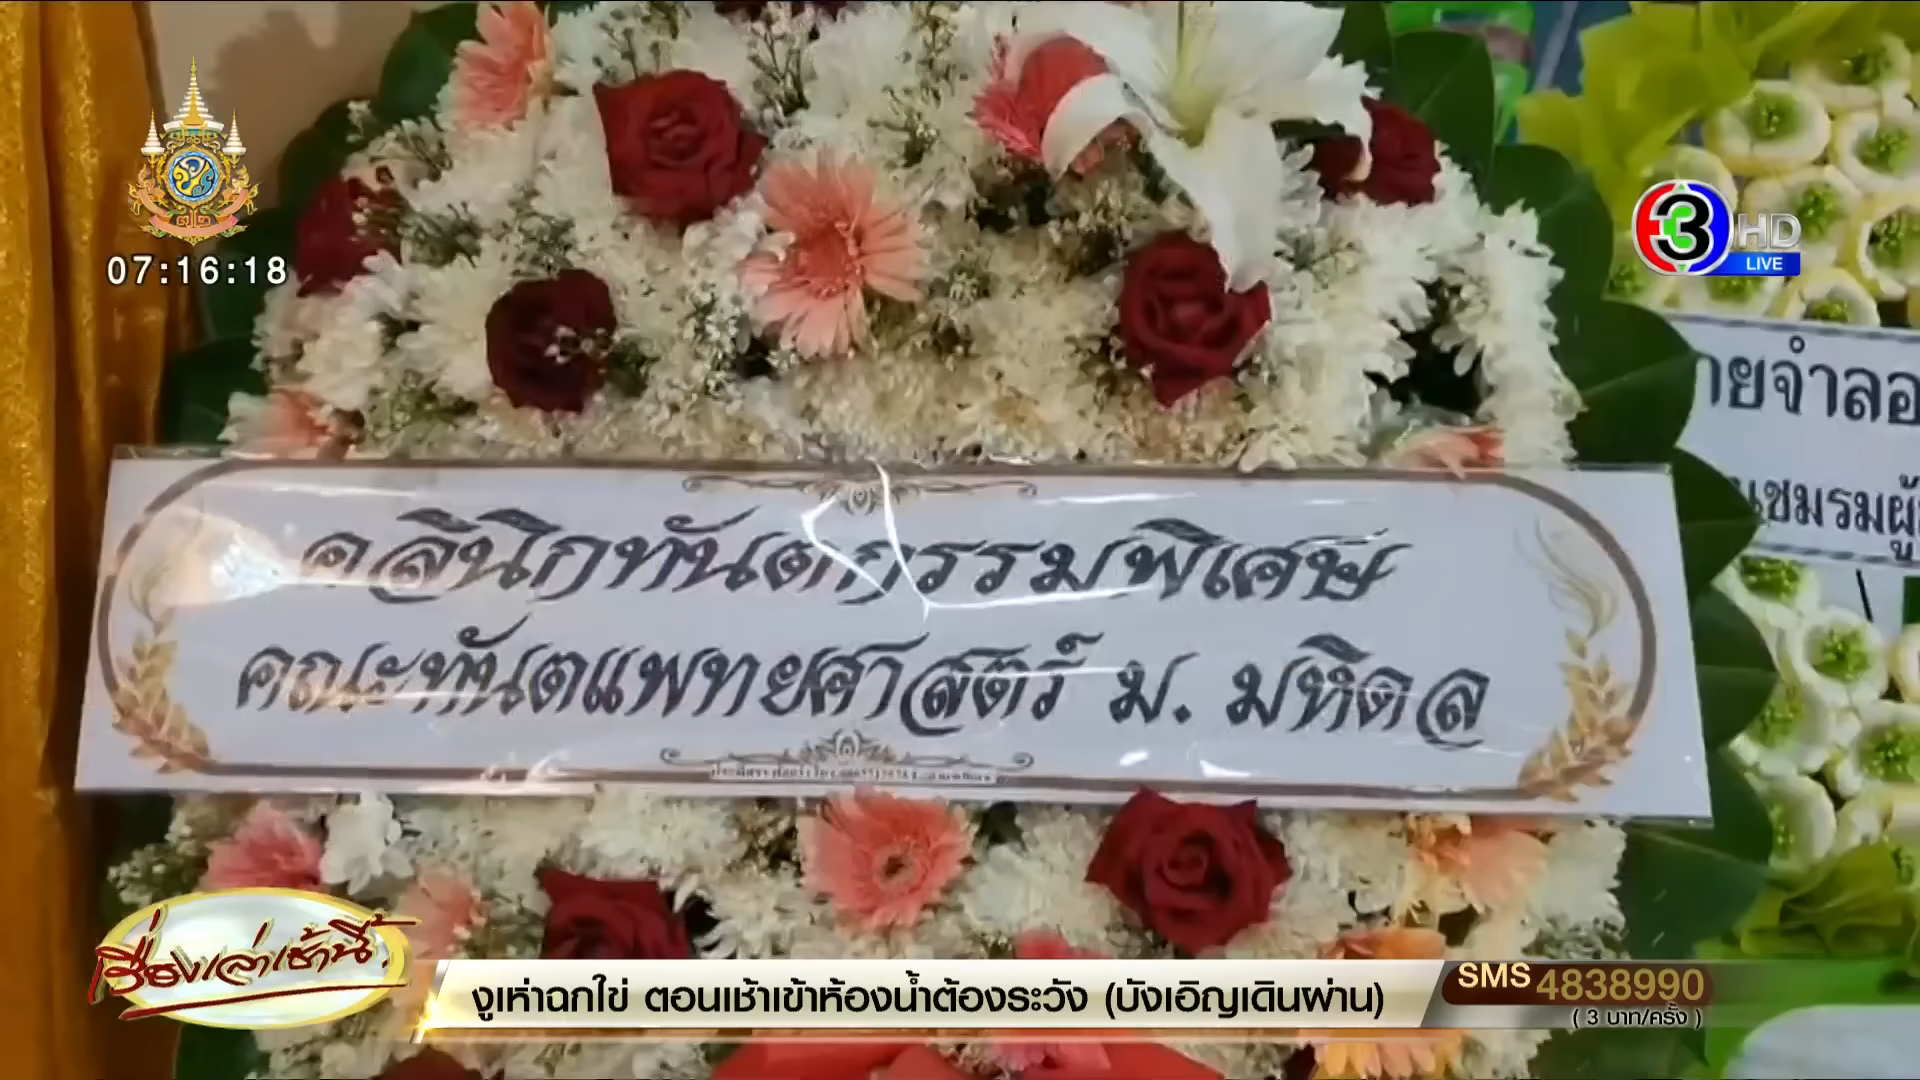 07:16:18
3 HD
LIVE
ายจำลอ
นชมรมผู้
คลีนิกทันตกรรมพิเศษ
คณะทันตแพทยศาสตร์ ม. มหิดล
เรื่องเล่าเช้านี้
งูเห่าฉกไข่ ตอนเช้าเข้าห้องน้ำต้องระวัง (บังเอิญเดินผ่าน)
SMS 4838990
( 3 บาท/ครั้ง )